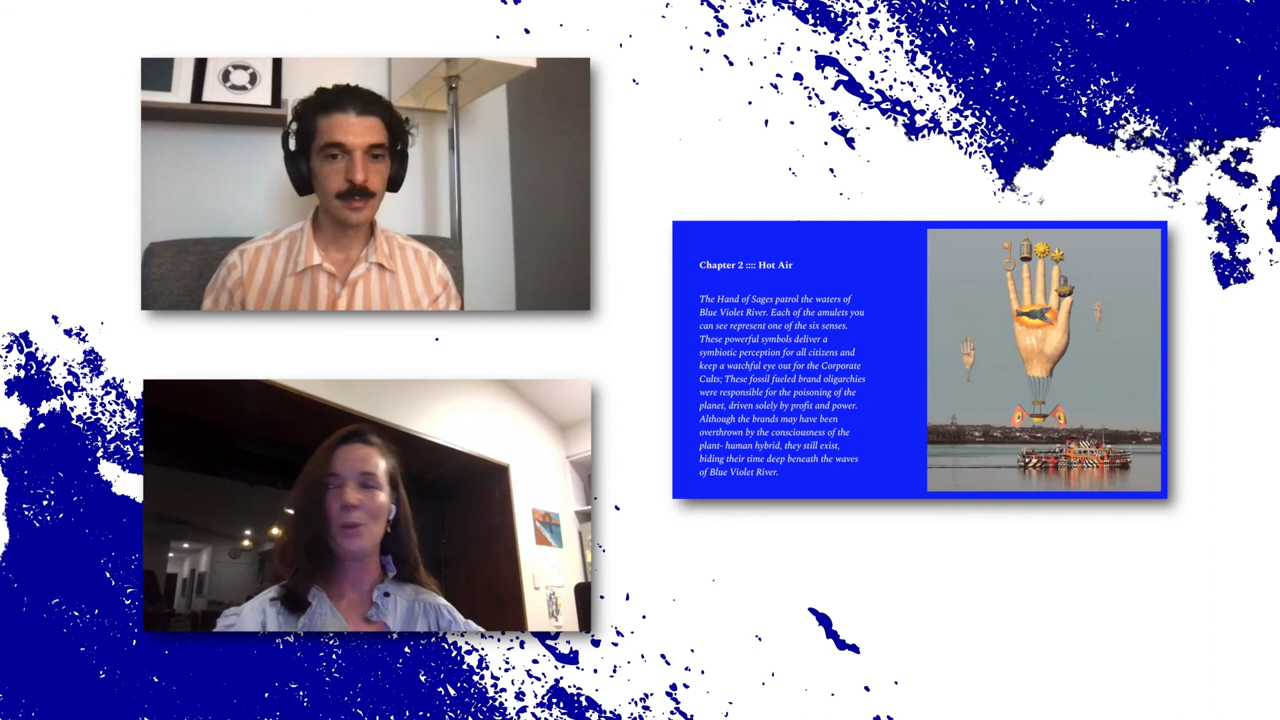 Chapter 2 :::: Hot Air
The Hand of Sages patrol the waters of
Blue Violet River. Each of the amulets you
can see represent one of the six senses.
These powerful symbols deliver a
symbiotic perception for all citizens and
keep a watchful eye out for the Corporate
Cults; These fossil fueled brand oligarchies
were responsible for the poisoning of the
planet, driven solely by profit and power.
Although the brands may have been
overthrown by the consciousness of the
plant- human hybrid, they still exist,
biding their time deep beneath the waves
of Blue Violet River.